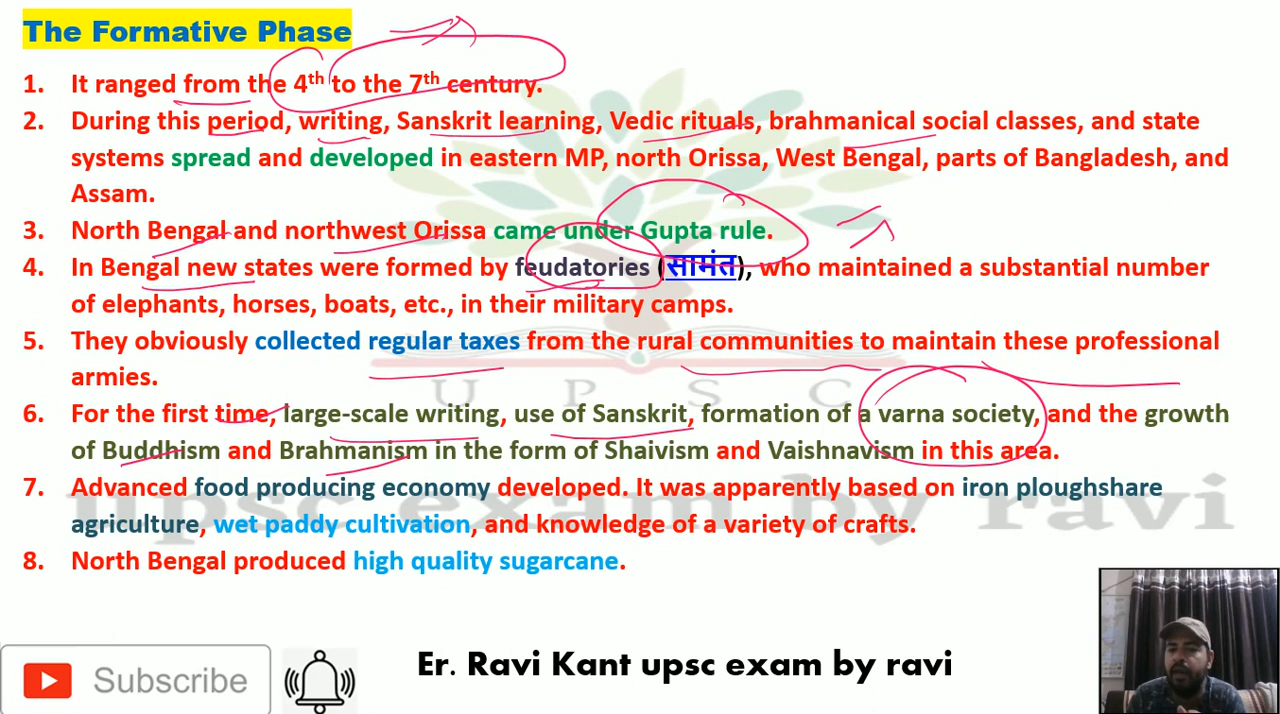 The Formative Phase
1. It ranged from the 4th to the 7th century.
2. During this period, writing, Sanskrit learning, Vedic rituals, brahmanical social classes, and state
systems spread and developed in eastern MP, north Orissa, West Bengal, parts of Bangladesh, and
Assam.
3. North Bengal and northwest Orissa came under Gupta rule.
4. In Bengal new states were formed by feudatories (सामंत), who maintained a substantial number
of elephants, horses, boats, etc., in their military camps.
5. They obviously collected regular taxes from the rural communities to maintain these professional
armies.
UPSC
6. For the first time, large-scale writing, use of Sanskrit, formation of a varna society, and the growth
of Buddhism and Brahmanism in the form of Shaivism and Vaishnavism in this area.
upsc exam by ravi
7. Advanced food producing economy developed. It was apparently based on iron ploughshare
agriculture, wet paddy cultivation, and knowledge of a variety of crafts.
8. North Bengal produced high quality sugarcane.
Subscribe
Er. Ravi Kant upsc exam by ravi